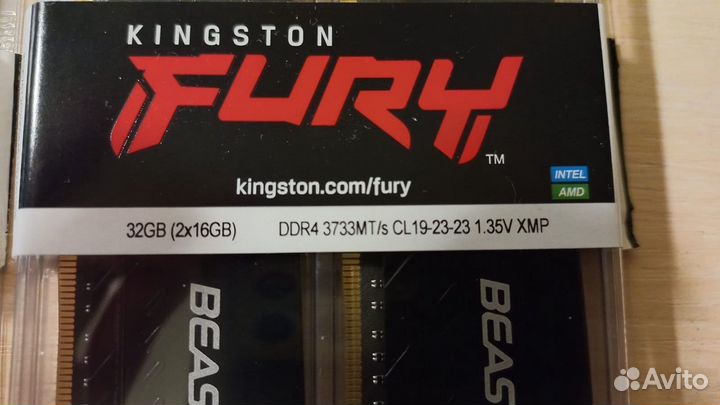 KINGSTON
FURY
TM
kingston.com/fury
INTEL
AMD
32GB (2x16GB) DDR4 3733MT/s CL19-23-23 1.35V XMP
BEAS
BEAS
Avito